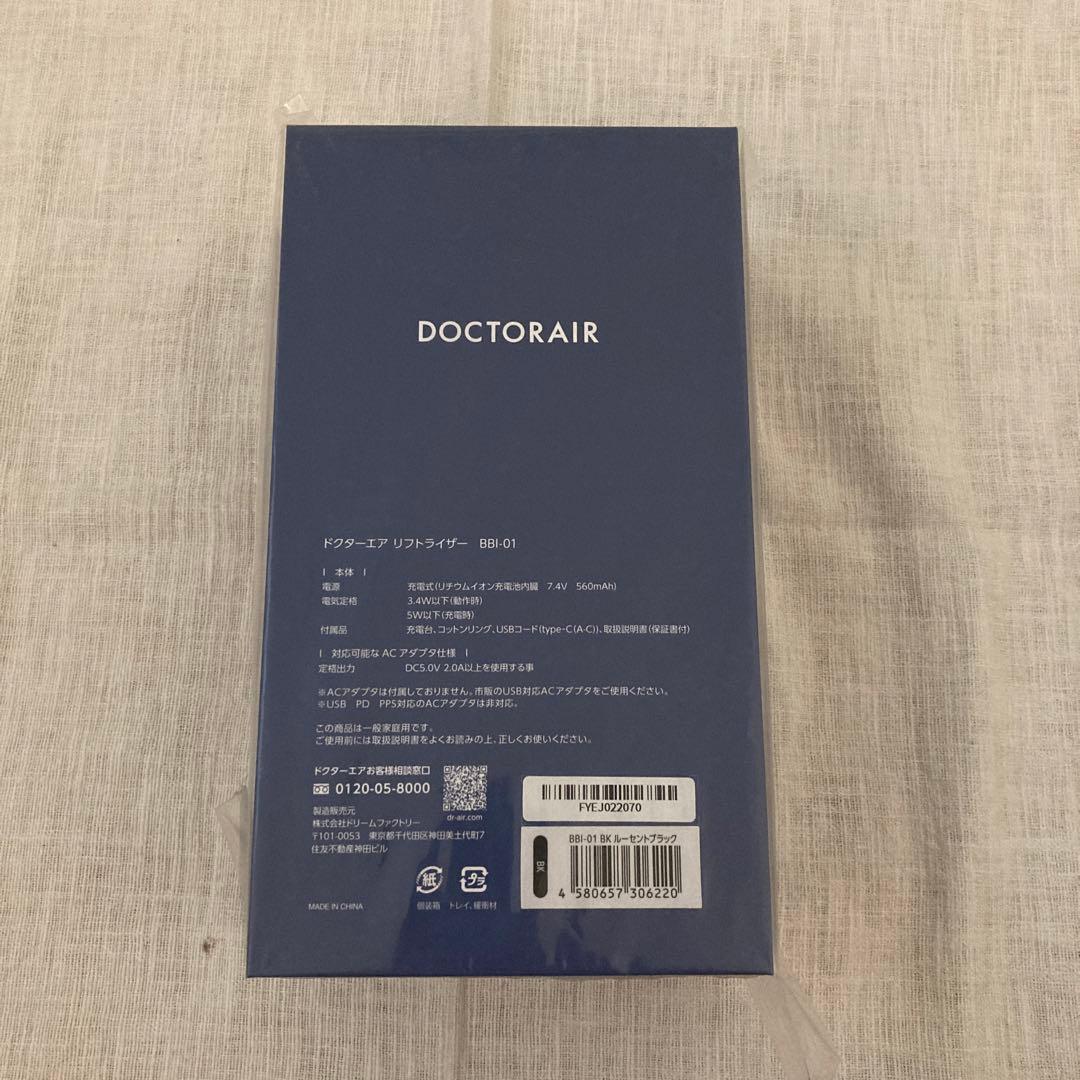 DOCTORAIR
ドクターエア リフトライザー BBI-01
| 本体 |
電源 充電式(リチウムイオン充電池内臓 7.4V 560mAh)
電気定格 3.4W以下(動作時)
5W以下(充電時)
付属品 充電台、コットンリング、USBコード(type-C(A-C))、取扱説明書(保証書付)
| 対応可能な AC アダプタ仕様 |
定格出力 DC5.0V 2.0A以上を使用する事
※ACアダプタは付属しておりません。市販のUSB対応ACアダプタをご使用ください。
※USB PD PPS対応のACアダプタは非対応。
この商品は一般家庭用です。
ご使用前には取扱説明書をよくお読みの上、正しくお使いください。
ドクターエアお客様相談窓口
0120-05-8000
dr-air.com
製造販売元
株式会社ドリームファクトリー
〒101-0053 東京都千代田区神田美土代町7
住友不動産神田ビル
紙 プラ
個装箱 トレイ、緩衝材
MADE IN CHINA
FYEJ022070
BBI-01 BK ルーセントブラック
BK
4 580657 306220